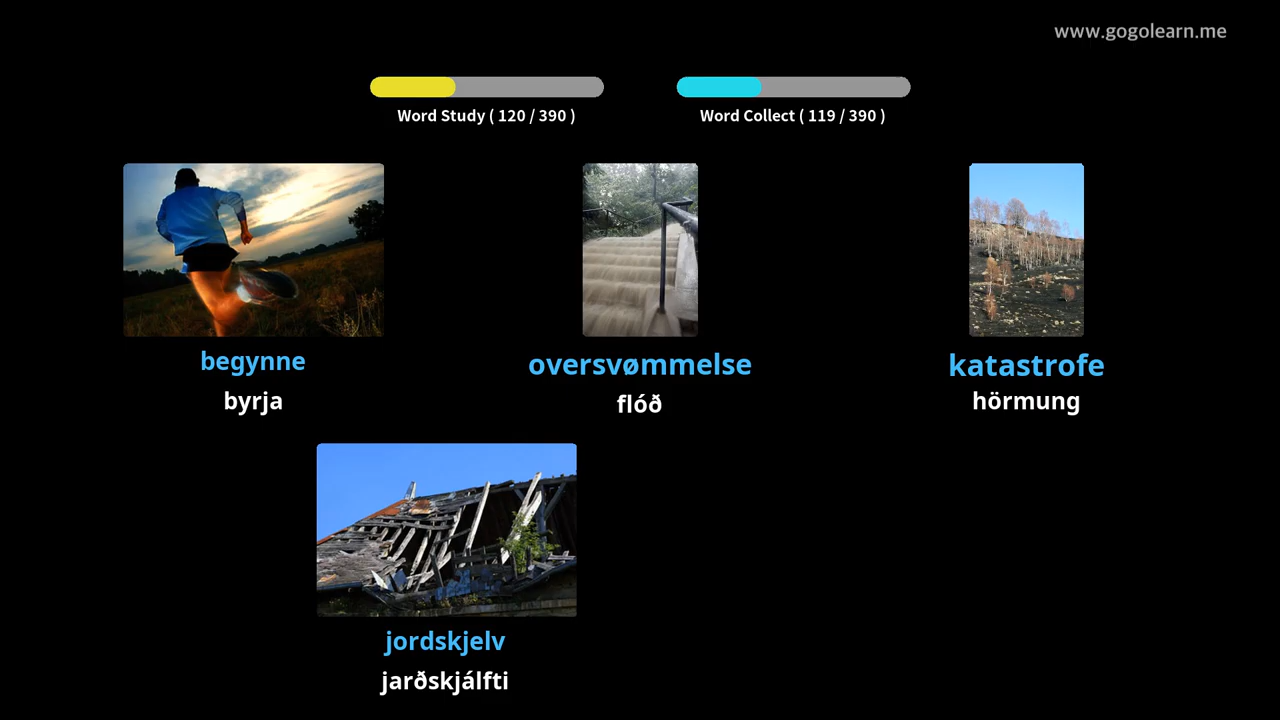 www.gogolearn.me
Word Study ( 120 / 390 )
Word Collect ( 119 / 390 )
begynne
byrja
oversvømmelse
flóð
katastrofe
hörmung
jordskjelv
jarðskjálfti